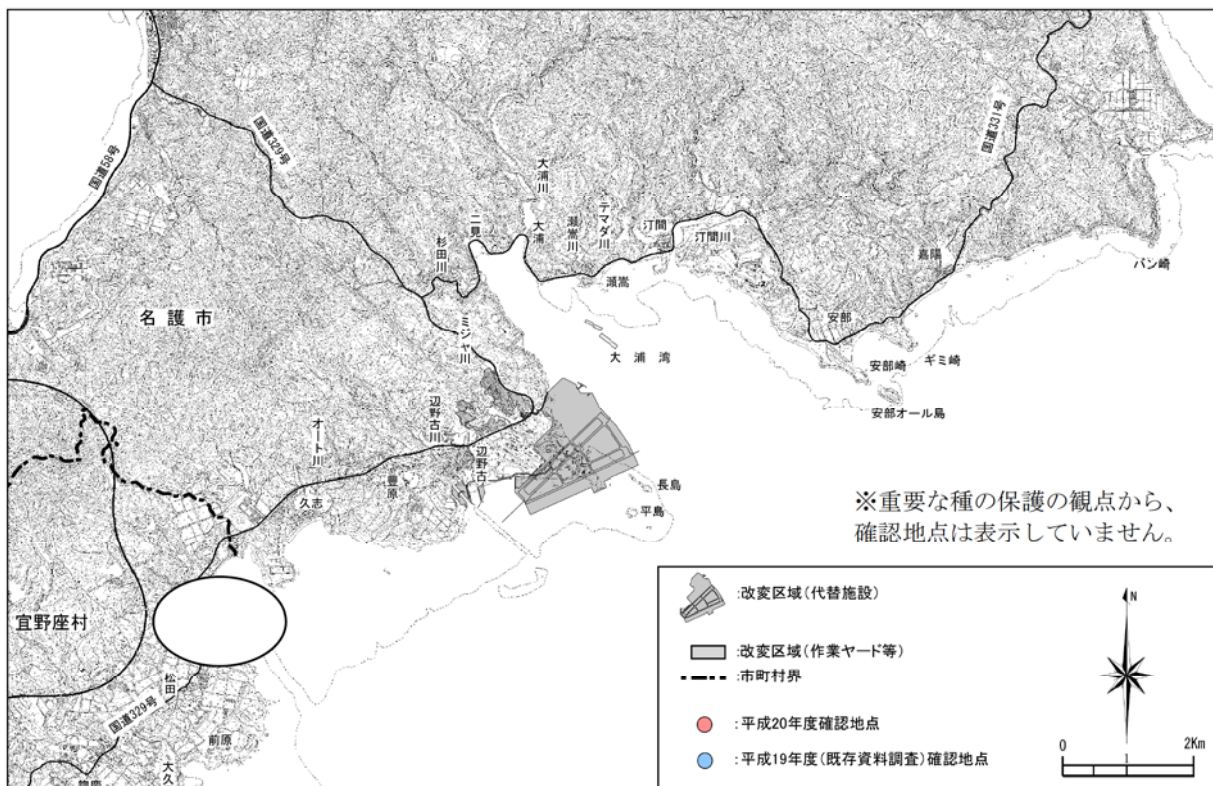 国道58号
国道329号
国道331号
大浦川
大浦
二見
杉田川
瀬嵩川
テマダ川
汀間
汀間川
瀬嵩
嘉陽
バン崎
安部
安部崎
ギミ崎
安部オール島
大浦湾
名護市
ミジャ川
辺野古川
辺野古
オート川
久志
豊原
長島
平島
※重要な種の保護の観点から、
確認地点は表示していません。
宜野座村
松田
国道329号
前原
大久
:改変区域(代替施設)
:改変区域(作業ヤード等)
:市町村界
:平成20年度確認地点
:平成19年度(既存資料調査)確認地点
N
0 1 2Km